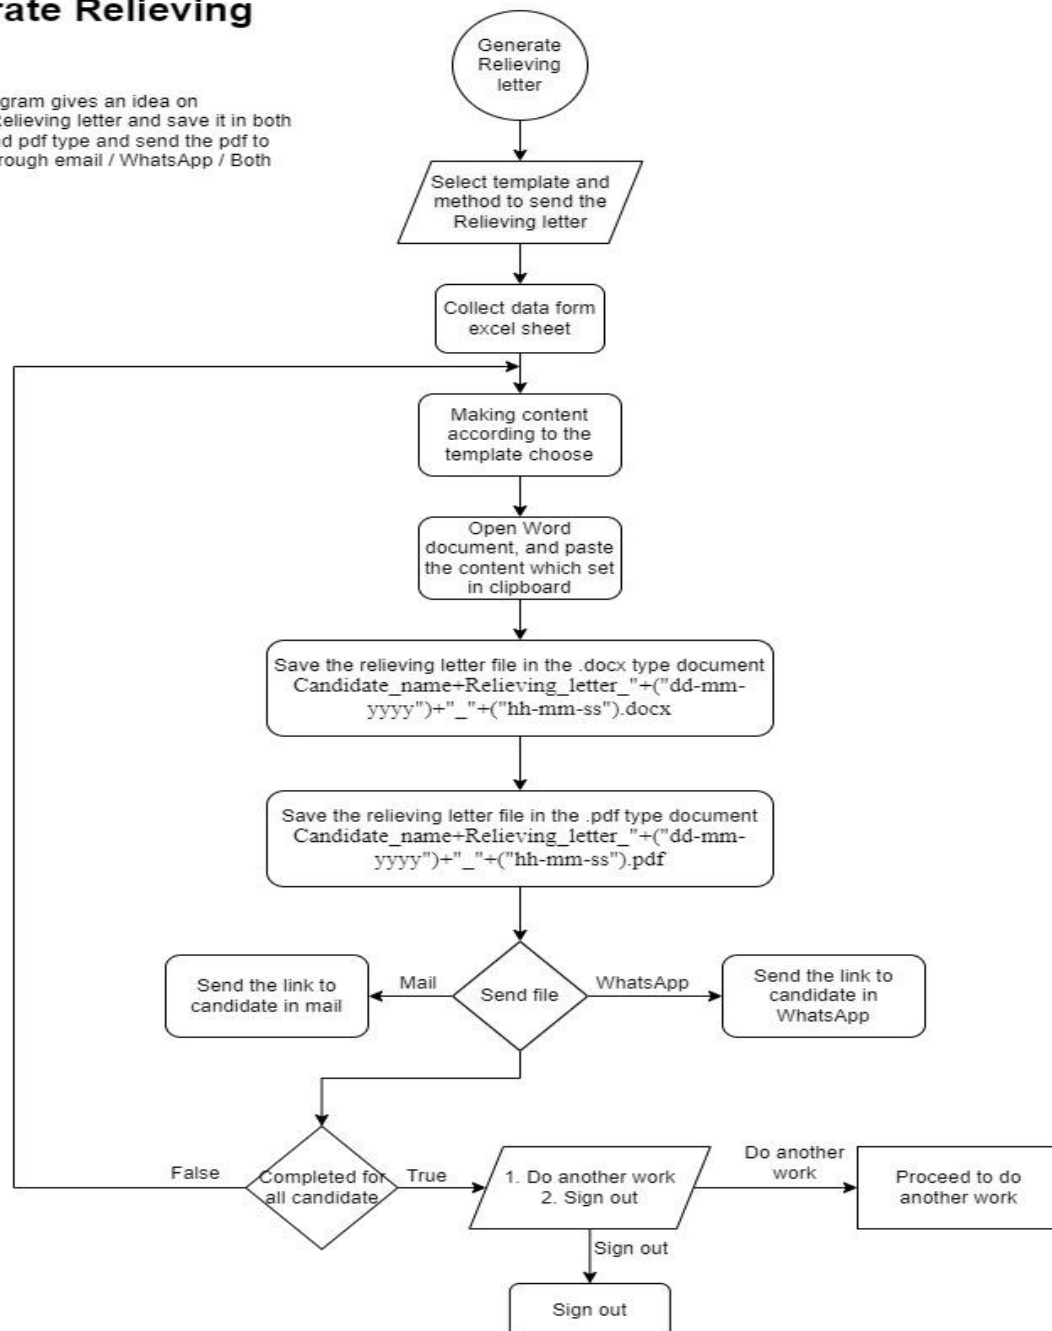 rate Relieving
gram gives an idea on
elieving letter and save it in both
d pdf type and send the pdf to
rough email / WhatsApp / Both
Generate
Relieving
letter
Select template and
method to send the
Relieving letter
Collect data form
excel sheet
Making content
according to the
template choose
Open Word
document, and paste
the content which set
in clipboard
Save the relieving letter file in the .docx type document
Candidate_name+Relieving_letter_"+("dd-mm-
yyyy")+"_"+("hh-mm-ss").docx
Save the relieving letter file in the .pdf type document
Candidate_name+Relieving_letter_"+("dd-mm-
yyyy")+"_"+("hh-mm-ss").pdf
Send the link to
candidate in mail
Mail
Send file
WhatsApp
Send the link to
candidate in
WhatsApp
False
Completed for
all candidate
True
1. Do another work
2. Sign out
Do another
work
Proceed to do
another work
Sign out
Sign out